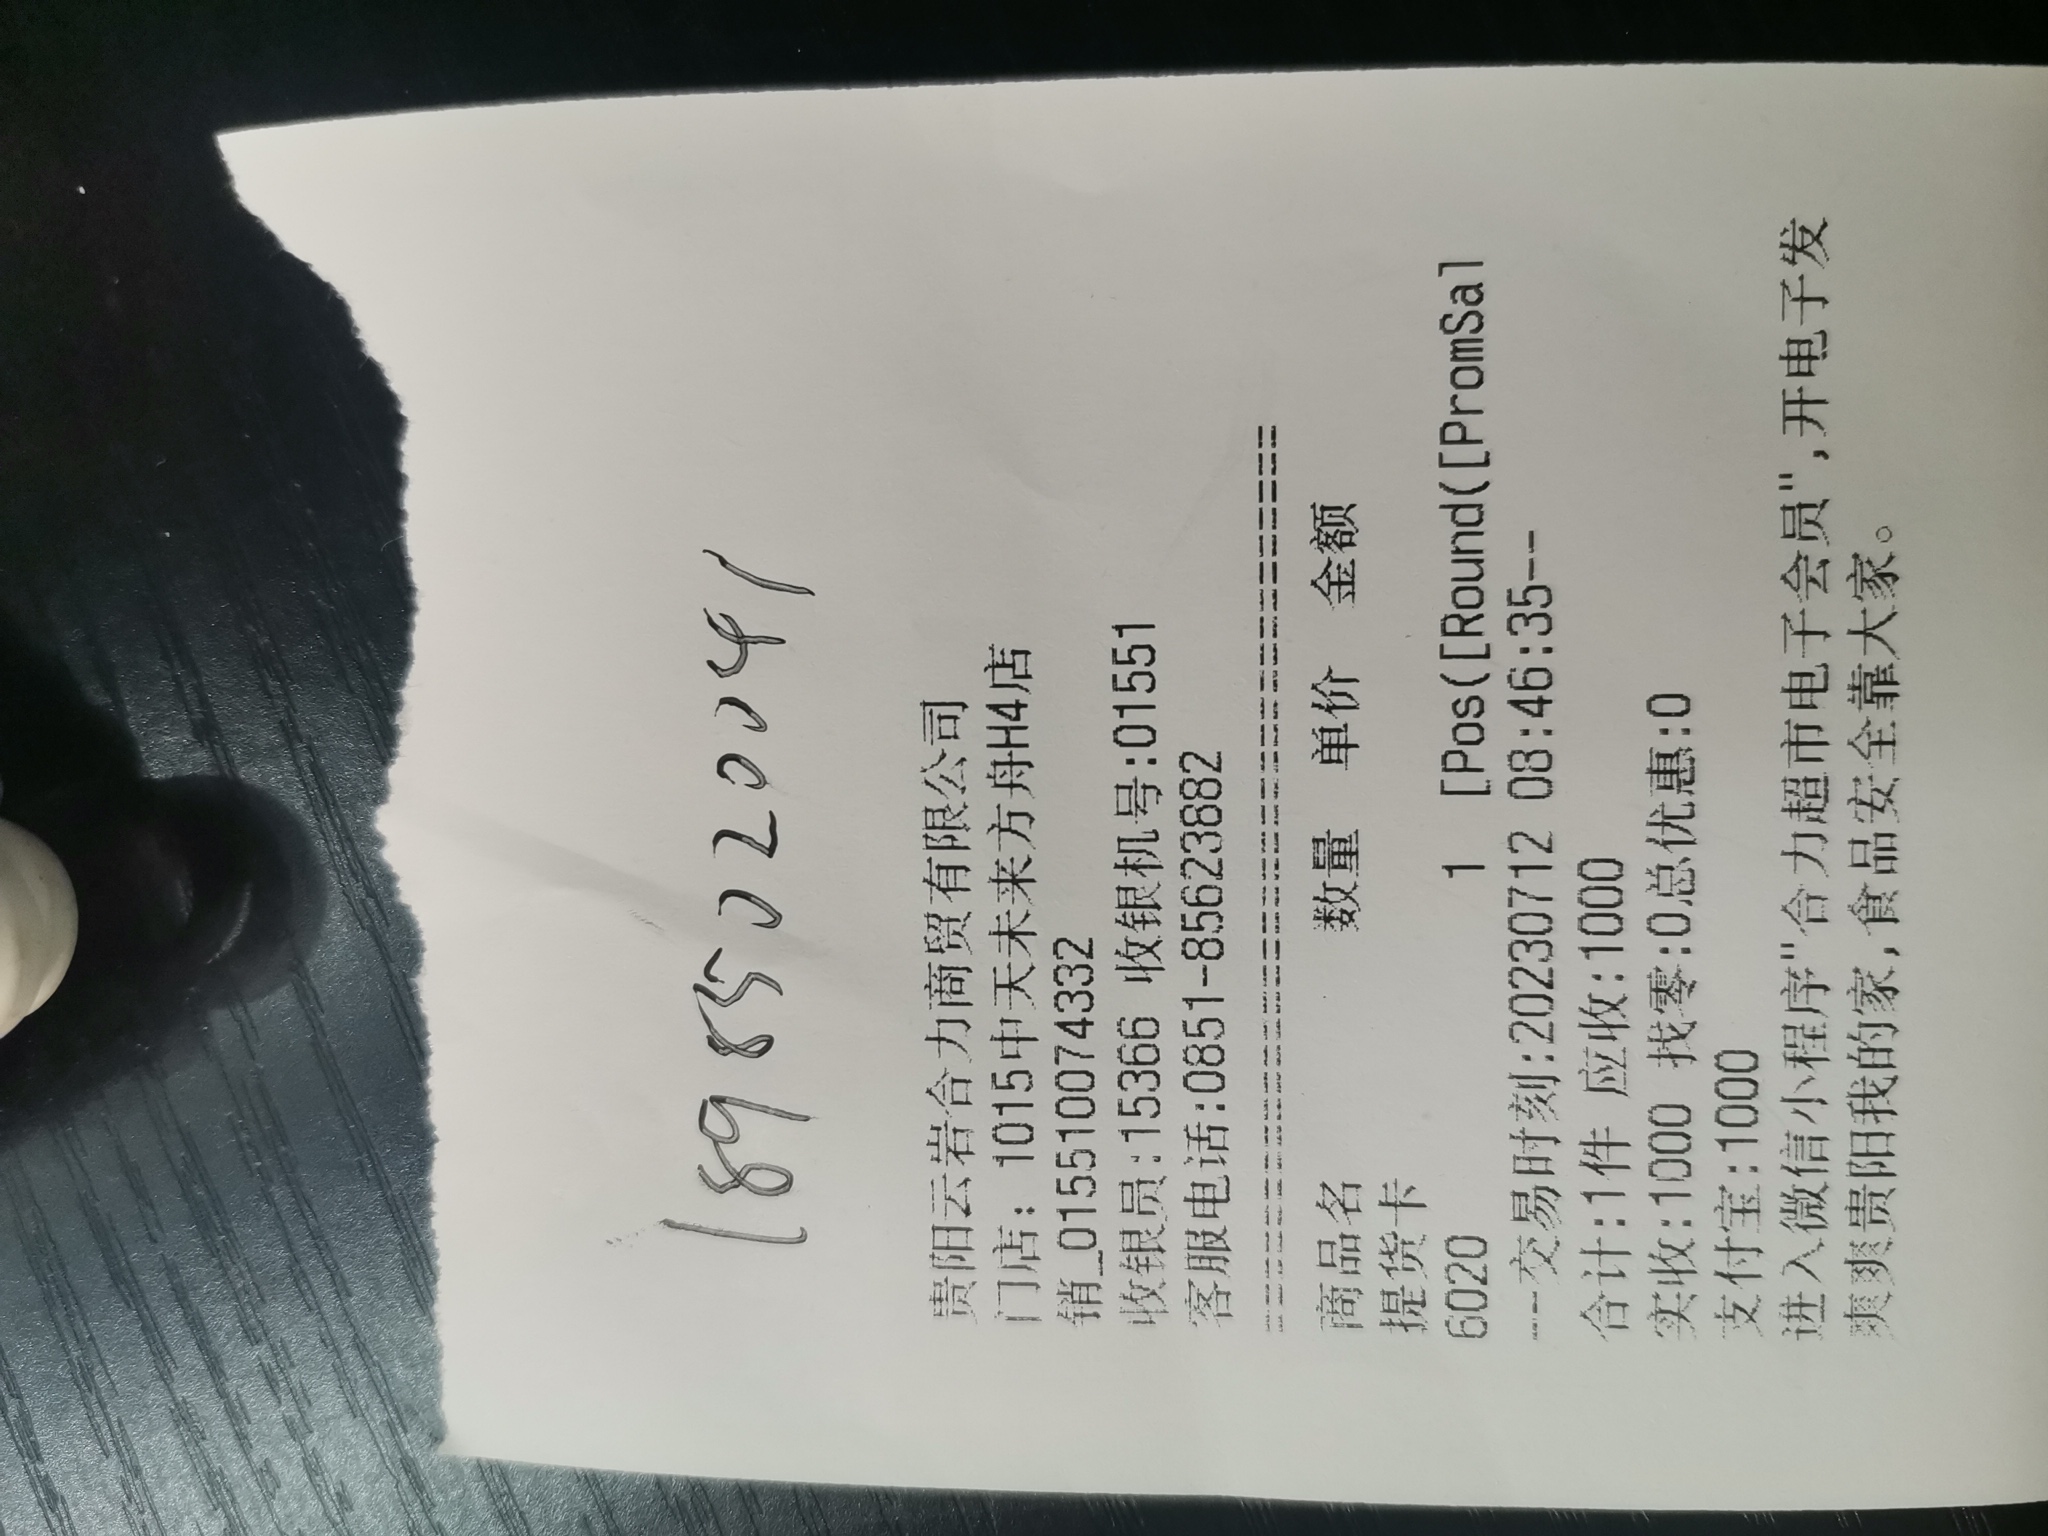 18985020041
贵阳云岩合力商贸有限公司
门店: 1015中天未来方舟H4店
销_015510074332
收银员:15366 收银机号:01551
客服电话:0851-85623882
================================
商品名 数量 单价 金额
提货卡
6020 1 [Pos([Round([PromSal
--交易时刻:20230712 08:46:35--
合计:1件 应收:1000
实收:1000 找零:0总优惠:0
支付宝:1000
进入微信小程序"合力超市电子会员",开电子发
爽爽贵阳我的家,食品安全靠大家。